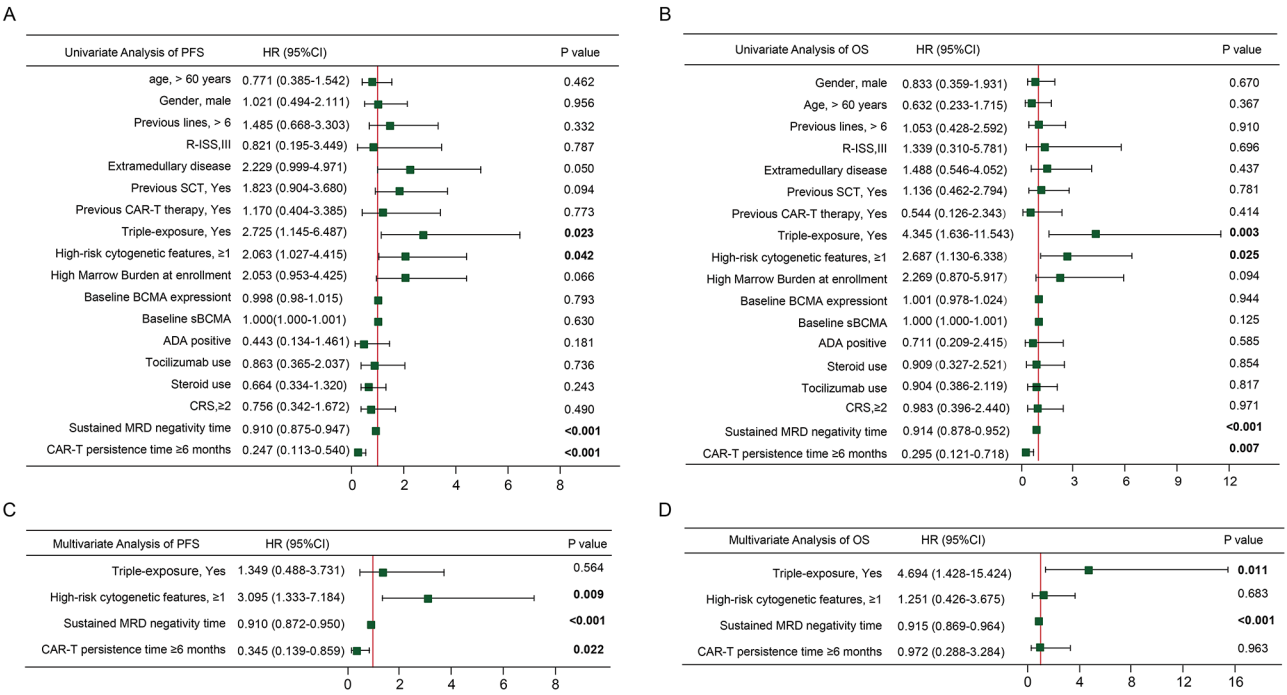 A
Univariate Analysis of PFS HR (95%CI) P value
age, > 60 years 0.771 (0.385-1.542) 0.462
Gender, male 1.021 (0.494-2.111) 0.956
Previous lines, > 6 1.485 (0.668-3.303) 0.332
R-ISS,III 0.821 (0.195-3.449) 0.787
Extramedullary disease 2.229 (0.999-4.971) 0.050
Previous SCT, Yes 1.823 (0.904-3.680) 0.094
Previous CAR-T therapy, Yes 1.170 (0.404-3.385) 0.773
Triple-exposure, Yes 2.725 (1.145-6.487) 0.023
High-risk cytogenetic features, ≥1 2.063 (1.027-4.415) 0.042
High Marrow Burden at enrollment 2.053 (0.953-4.425) 0.066
Baseline BCMA expressiont 0.998 (0.98-1.015) 0.793
Baseline sBCMA 1.000(1.000-1.001) 0.630
ADA positive 0.443 (0.134-1.461) 0.181
Tocilizumab use 0.863 (0.365-2.037) 0.736
Steroid use 0.664 (0.334-1.320) 0.243
CRS,≥2 0.756 (0.342-1.672) 0.490
Sustained MRD negativity time 0.910 (0.875-0.947) <0.001
CAR-T persistence time ≥6 months 0.247 (0.113-0.540) <0.001
0 2 4 6 8
B
Univariate Analysis of OS HR (95%CI) P value
Gender, male 0.833 (0.359-1.931) 0.670
Age, > 60 years 0.632 (0.233-1.715) 0.367
Previous lines, > 6 1.053 (0.428-2.592) 0.910
R-ISS,III 1.339 (0.310-5.781) 0.696
Extramedullary disease 1.488 (0.546-4.052) 0.437
Previous SCT, Yes 1.136 (0.462-2.794) 0.781
Previous CAR-T therapy, Yes 0.544 (0.126-2.343) 0.414
Triple-exposure, Yes 4.345 (1.636-11.543) 0.003
High-risk cytogenetic features, ≥1 2.687 (1.130-6.338) 0.025
High Marrow Burden at enrollment 2.269 (0.870-5.917) 0.094
Baseline BCMA expressiont 1.001 (0.978-1.024) 0.944
Baseline sBCMA 1.000 (1.000-1.001) 0.125
ADA positive 0.711 (0.209-2.415) 0.585
Steroid use 0.909 (0.327-2.521) 0.854
Tocilizumab use 0.904 (0.386-2.119) 0.817
CRS,≥2 0.983 (0.396-2.440) 0.971
Sustained MRD negativity time 0.914 (0.878-0.952) <0.001
CAR-T persistence time ≥6 months 0.295 (0.121-0.718) 0.007
0 3 6 9 12
C
Multivariate Analysis of PFS HR (95%CI) P value
Triple-exposure, Yes 1.349 (0.488-3.731) 0.564
High-risk cytogenetic features, ≥1 3.095 (1.333-7.184) 0.009
Sustained MRD negativity time 0.910 (0.872-0.950) <0.001
CAR-T persistence time ≥6 months 0.345 (0.139-0.859) 0.022
0 2 4 6 8
D
Multivariate Analysis of OS HR (95%CI) P value
Triple-exposure, Yes 4.694 (1.428-15.424) 0.011
High-risk cytogenetic features, ≥1 1.251 (0.426-3.675) 0.683
Sustained MRD negativity time 0.915 (0.869-0.964) <0.001
CAR-T persistence time ≥6 months 0.972 (0.288-3.284) 0.963
0 4 8 12 16